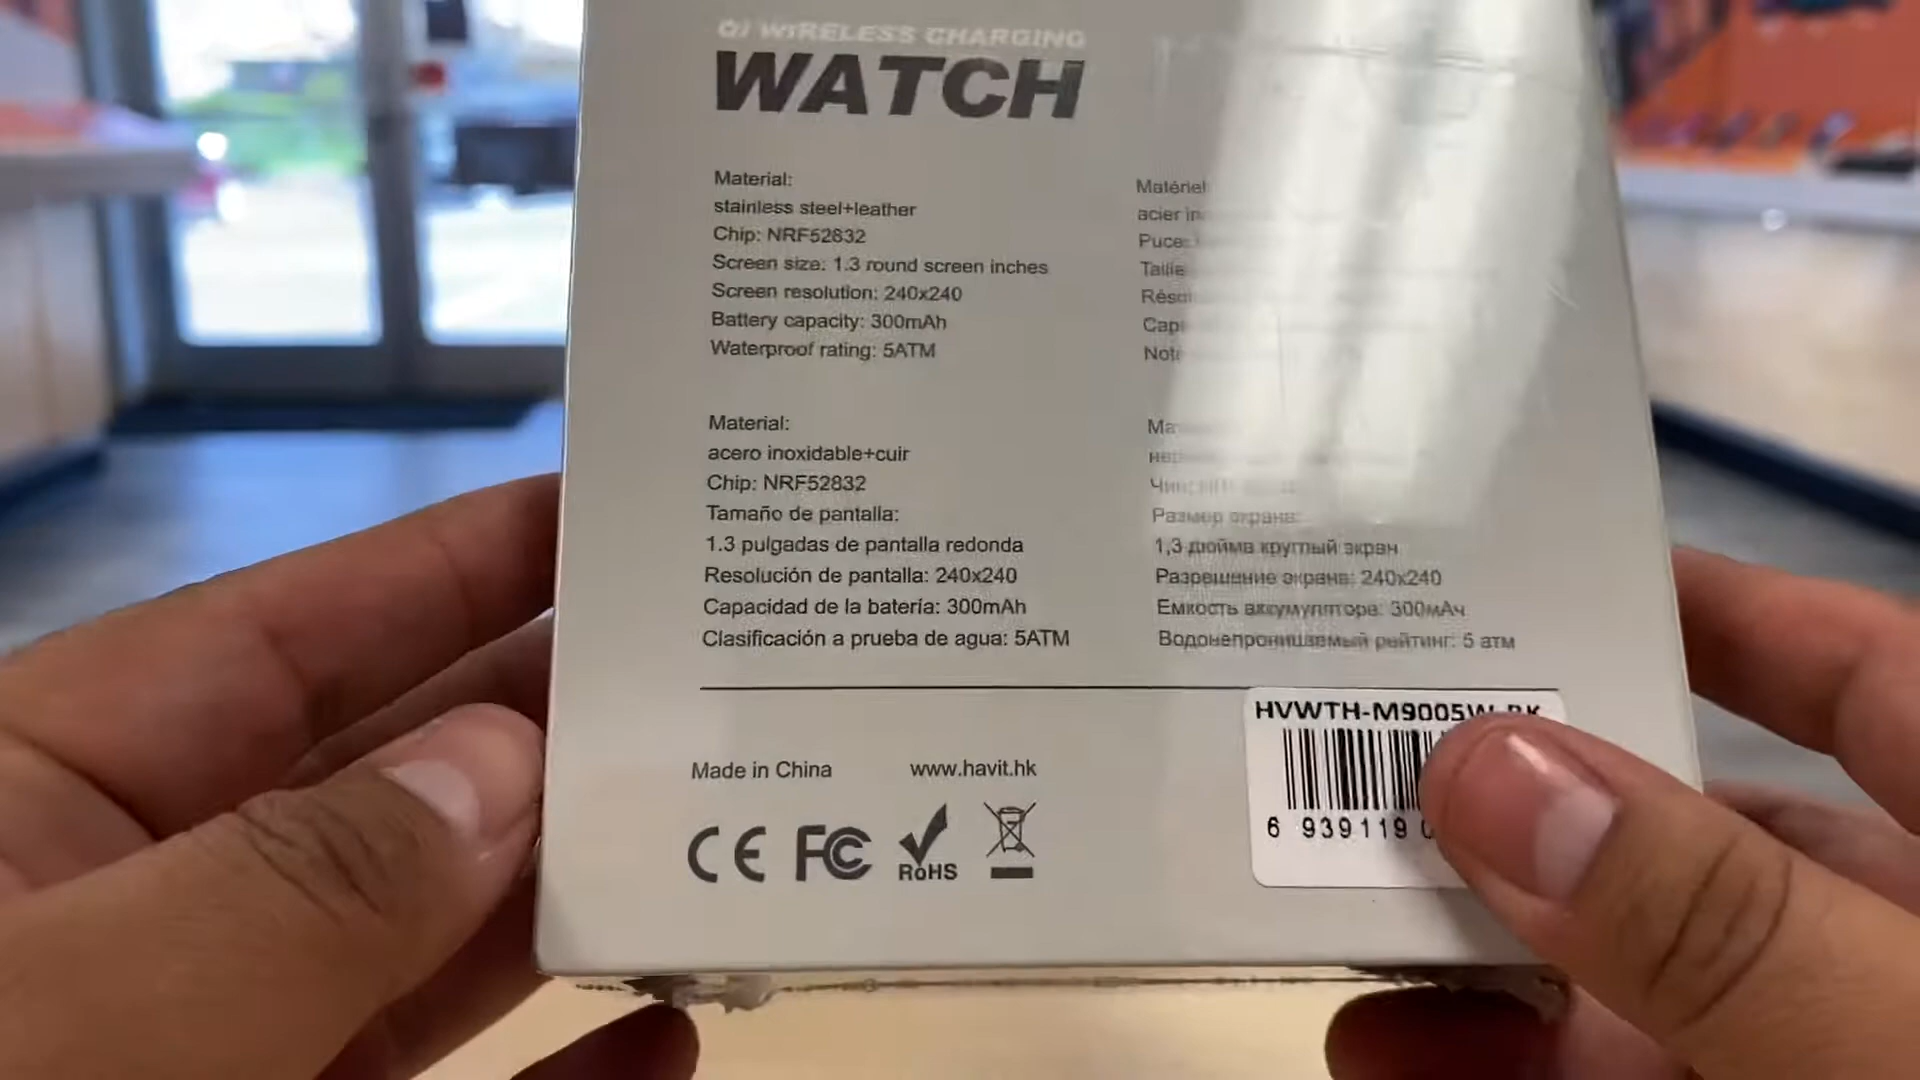 QI WIRELESS CHARGING
WATCH
Material:
stainless steel+leather
Chip: NRF52832
Screen size: 1.3 round screen inches
Screen resolution: 240x240
Battery capacity: 300mAh
Waterproof rating: 5ATM
Matériel
acier
Puce:
Taille
Material:
acero inoxidable+cuir
Chip: NRF52832
Tamaño de pantalla:
1.3 pulgadas de pantalla redonda
Resolución de pantalla: 240x240
Capacidad de la batería: 300mAh
Clasificación a prueba de agua: 5ATM
Размер экрана:
1,3 дюйма круглый экран
Разрешение экрана: 240x240
Емкость аккумулятора: 300мАч
Водонепроницаемый рейтинг: 5 атм
HVWTH-M9005W-BK
6 939119
Made in China
www.havit.hk
CE FC RoHS